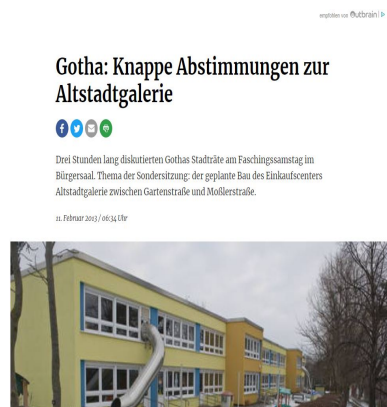 empfohlen von Outbrain
Gotha: Knappe Abstimmungen zur
Altstadtgalerie
Drei Stunden lang diskutierten Gothas Stadträte am Faschingssamstag im
Bürgersaal. Thema der Sondersitzung: der geplante Bau des Einkaufscenters
Altstadtgalerie zwischen Gartenstraße und Moßlerstraße.
11. Februar 2013 / 06:34 Uhr